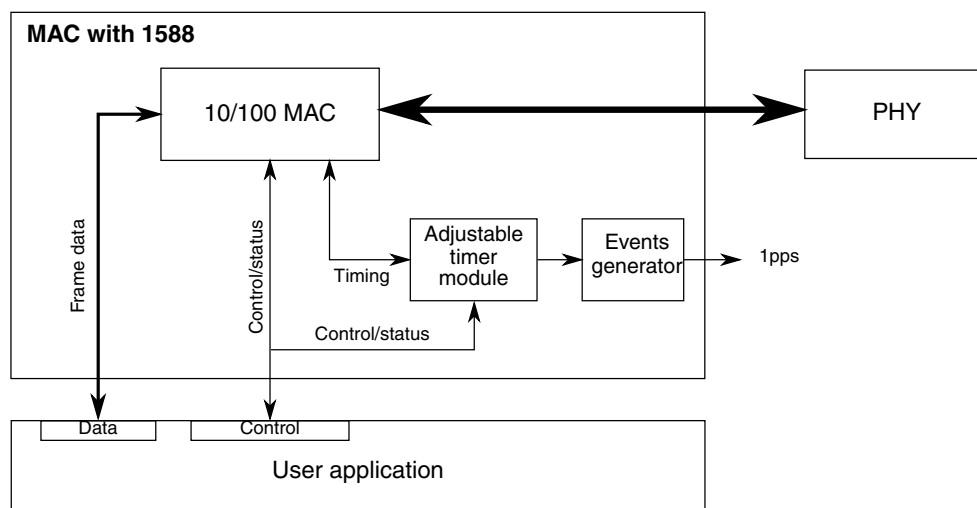 MAC with 1588
10/100 MAC
PHY
Frame data
Control/status
Timing
Adjustable
timer
module
Events
generator
1pps
Control/status
Data
Control
User application